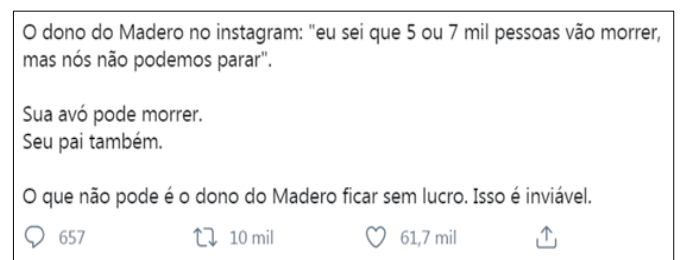 O dono do Madero no instagram: "eu sei que 5 ou 7 mil pessoas vão morrer,
mas nós não podemos parar".
Sua avó pode morrer.
Seu pai também.
O que não pode é o dono do Madero ficar sem lucro. Isso é inviável.
657 10 mil 61,7 mil